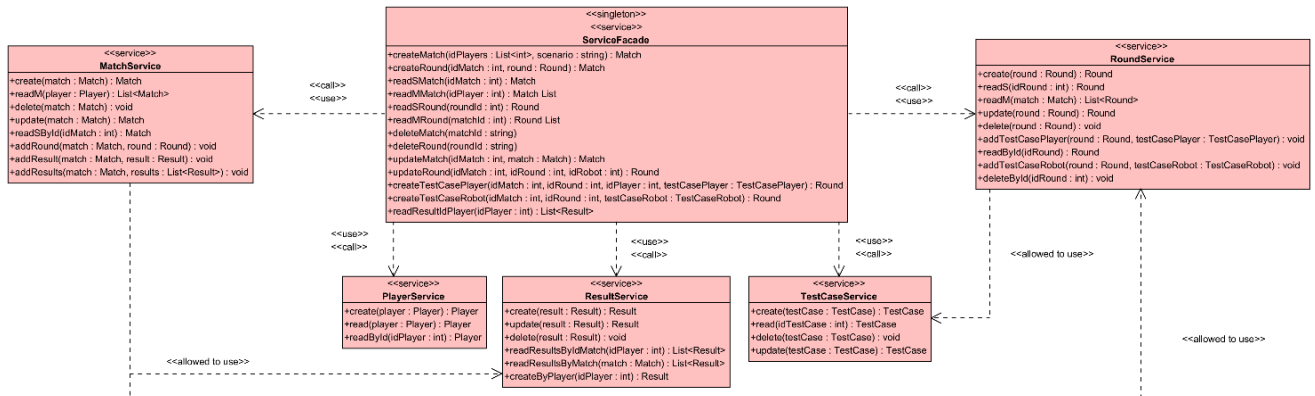 <<singleton>>
<<service>>
ServiceFacade
+createMatch(idPlayers : List<int>, scenario : string) : Match
+createRound(idMatch : int, round : Round) : Match
+readSMatch(idMatch : int) : Match
+readMMatch(idPlayer : int) : Match List
+readSRound(roundId : int) : Round
+readMRound(matchId : int) : Round List
+deleteMatch(matchId : string)
+deleteRound(roundId : string)
+updateMatch(idMatch : int, match : Match) : Match
+updateRound(idMatch : int, idRound : int, idRobot : int) : Round
+createTestCasePlayer(idMatch : int, idRound : int, idPlayer : int, testCasePlayer : TestCasePlayer) : Round
+createTestCaseRobot(idMatch : int, idRound : int, testCaseRobot : TestCaseRobot) : Round
+readResultIdPlayer(idPlayer : int) : List<Result>
<<service>>
MatchService
+create(match : Match) : Match
+readM(player : Player) : List<Match>
+delete(match : Match) : void
+update(match : Match) : Match
+readSById(idMatch : int) : Match
+addRound(match : Match, round : Round) : void
+addResult(match : Match, result : Result) : void
+addResults(match : Match, results : List<Result>) : void
<<call>>
<<use>>
<<call>>
<<use>>
<<service>>
RoundService
+create(round : Round) : Round
+readS(idRound : int) : Round
+readM(match : Match) : List<Round>
+update(round : Round) : Round
+delete(round : Round) : void
+addTestCasePlayer(round : Round, testCasePlayer : TestCasePlayer) : void
+readById(idRound) : Round
+addTestCaseRobot(round : Round, testCaseRobot : TestCaseRobot) : void
+deleteById(idRound : int) : void
<<use>>
<<call>>
<<use>>
<<call>>
<<use>>
<<call>>
<<allowed to use>>
<<service>>
PlayerService
+create(player : Player) : Player
+read(player : Player) : Player
+readById(idPlayer : int) : Player
<<service>>
ResultService
+create(result : Result) : Result
+update(result : Result) : Result
+delete(result : Result) : void
+readResultsByIdMatch(idPlayer : int) : List<Result>
+readResultsByMatch(match : Match) : List<Result>
+createByPlayer(idPlayer : int) : Result
<<service>>
TestCaseService
+create(testCase : TestCase) : TestCase
+read(idTestCase : int) : TestCase
+delete(testCase : TestCase) : void
+update(testCase : TestCase) : TestCase
<<allowed to use>>
<<allowed to use>>